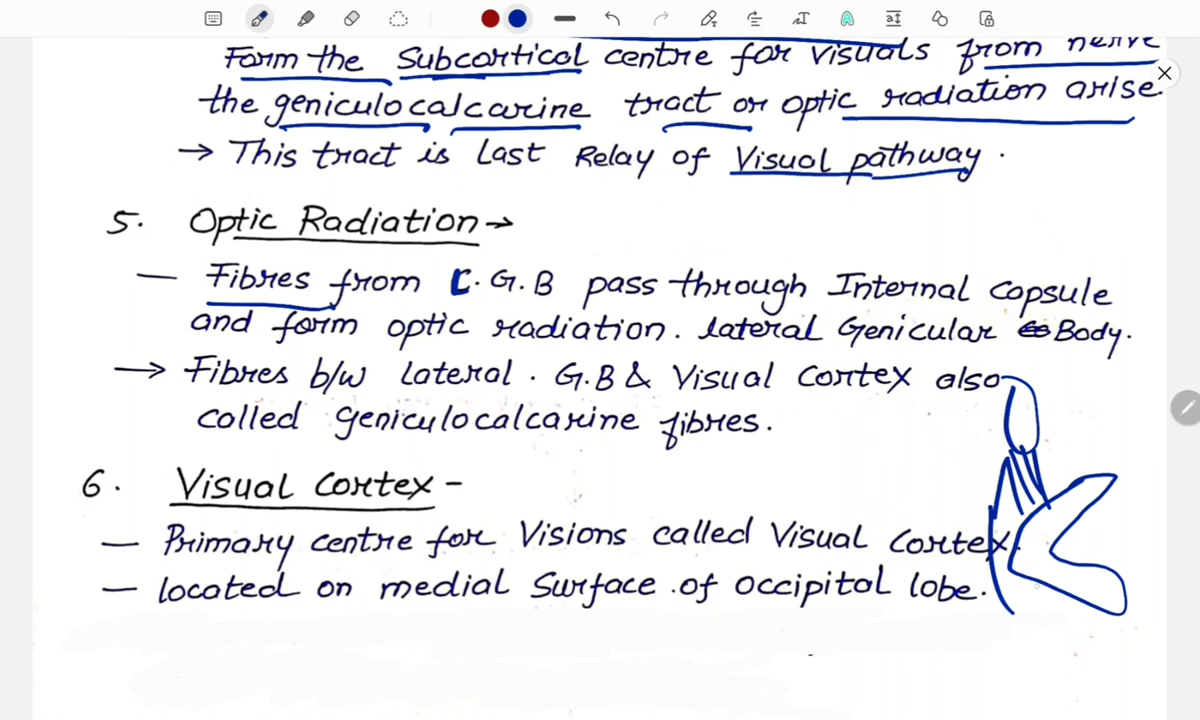 Form the Subcortical centre for visuals from nerve
the geniculocalcarine tract or optic radiation arise.
→ This tract is Last Relay of Visual pathway.
5. Optic Radiation→
— Fibres from L.G.B pass through Internal capsule
and form optic radiation. lateral Genicular Body.
→ Fibres b/w Lateral. G.B & Visual Cortex also
called geniculocalcarine fibres.
6. Visual Cortex -
— Primary centre for Visions called Visual Cortex.
— located on medial Surface of occipital lobe.